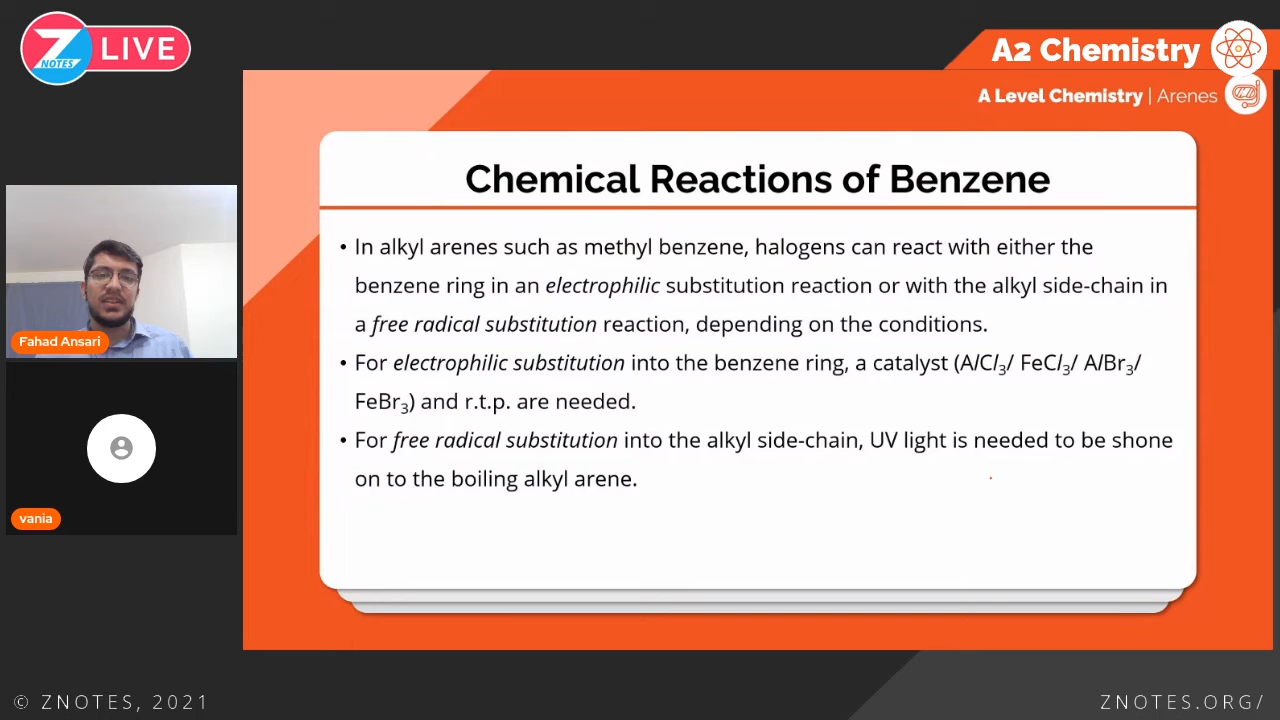 Z
NOTES
LIVE
A2 Chemistry
A Level Chemistry | Arenes
Chemical Reactions of Benzene
• In alkyl arenes such as methyl benzene, halogens can react with either the
benzene ring in an electrophilic substitution reaction or with the alkyl side-chain in
a free radical substitution reaction, depending on the conditions.
• For electrophilic substitution into the benzene ring, a catalyst (AlCl₃/ FeCl₃/ AlBr₃/
FeBr₃) and r.t.p. are needed.
• For free radical substitution into the alkyl side-chain, UV light is needed to be shone
on to the boiling alkyl arene.
Fahad Ansari
vania
© ZNOTES, 2021
ZNOTES.ORG/